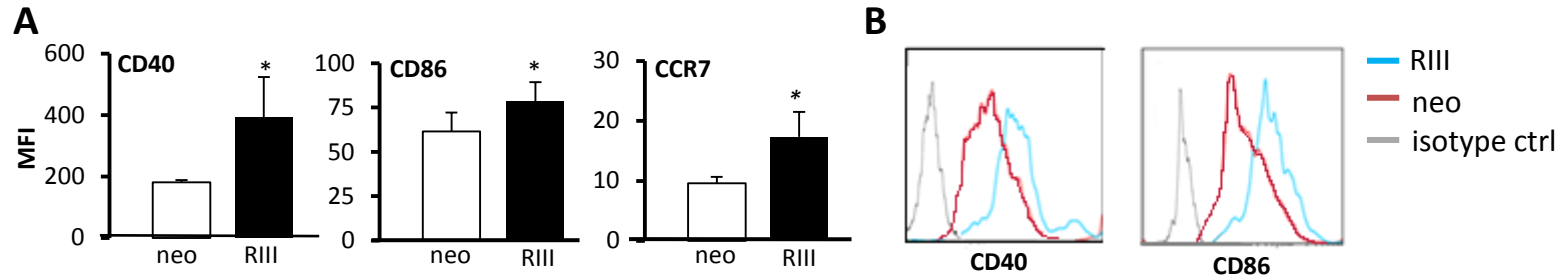 A
MFI
600
400
200
0
CD40
*
neo
RIII
100
75
50
25
0
CD86
*
neo
RIII
30
20
10
0
CCR7
*
neo
RIII
B
CD40
CD86
RIII
neo
isotype ctrl